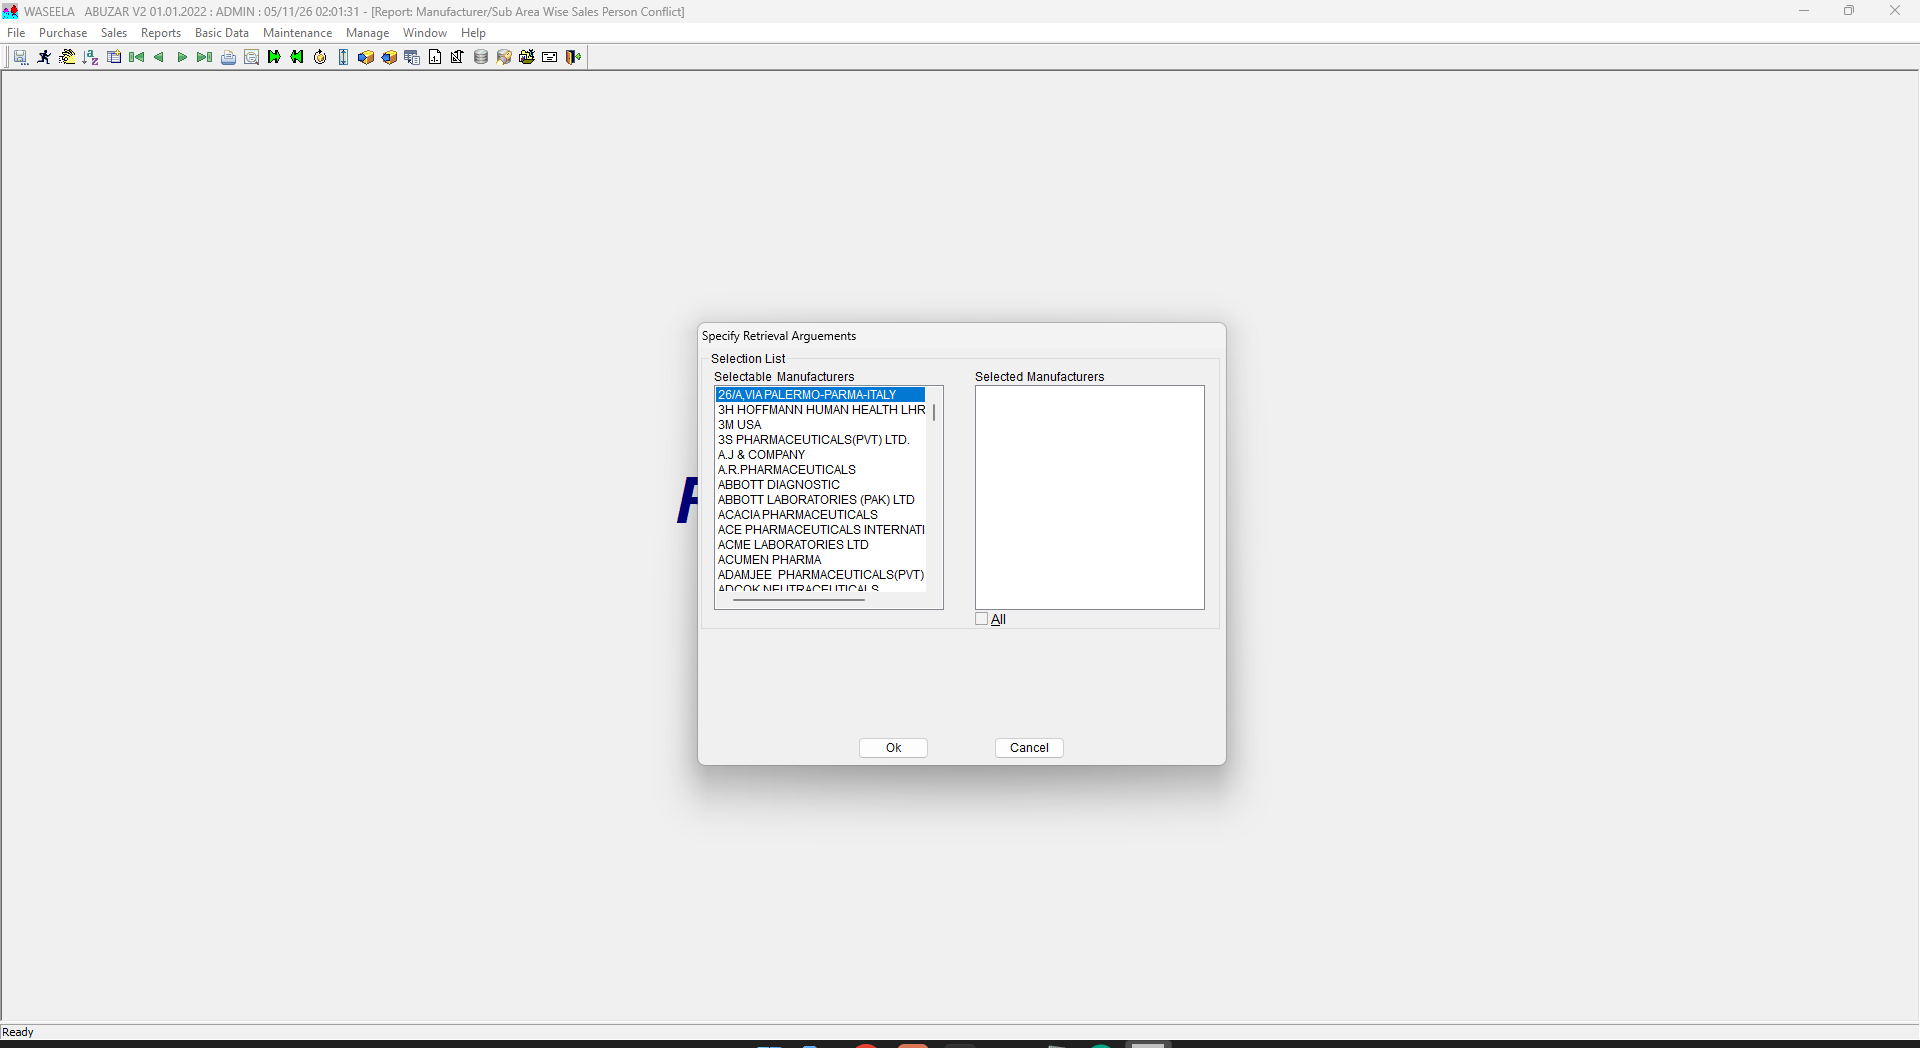 WASEELA   ABUZAR V2 01.01.2022 : ADMIN : 05/11/26 02:01:31 - [Report: Manufacturer/Sub Area Wise Sales Person Conflict]
File Purchase Sales Reports Basic Data Maintenance Manage Window Help
Specify Retrieval Arguements
Selection List
Selectable Manufacturers
26/A,VIA PALERMO-PARMA-ITALY
3H HOFFMANN HUMAN HEALTH LHR
3M USA
3S PHARMACEUTICALS(PVT) LTD.
A.J & COMPANY
A.R.PHARMACEUTICALS
ABBOTT DIAGNOSTIC
ABBOTT LABORATORIES (PAK) LTD
ACACIA PHARMACEUTICALS
ACE PHARMACEUTICALS INTERNATI
ACME LABORATORIES LTD
ACUMEN PHARMA
ADAMJEE  PHARMACEUTICALS(PVT)
ADCOK NEUTRACEUTICALS
Selected Manufacturers
All
Ok
Cancel
Ready